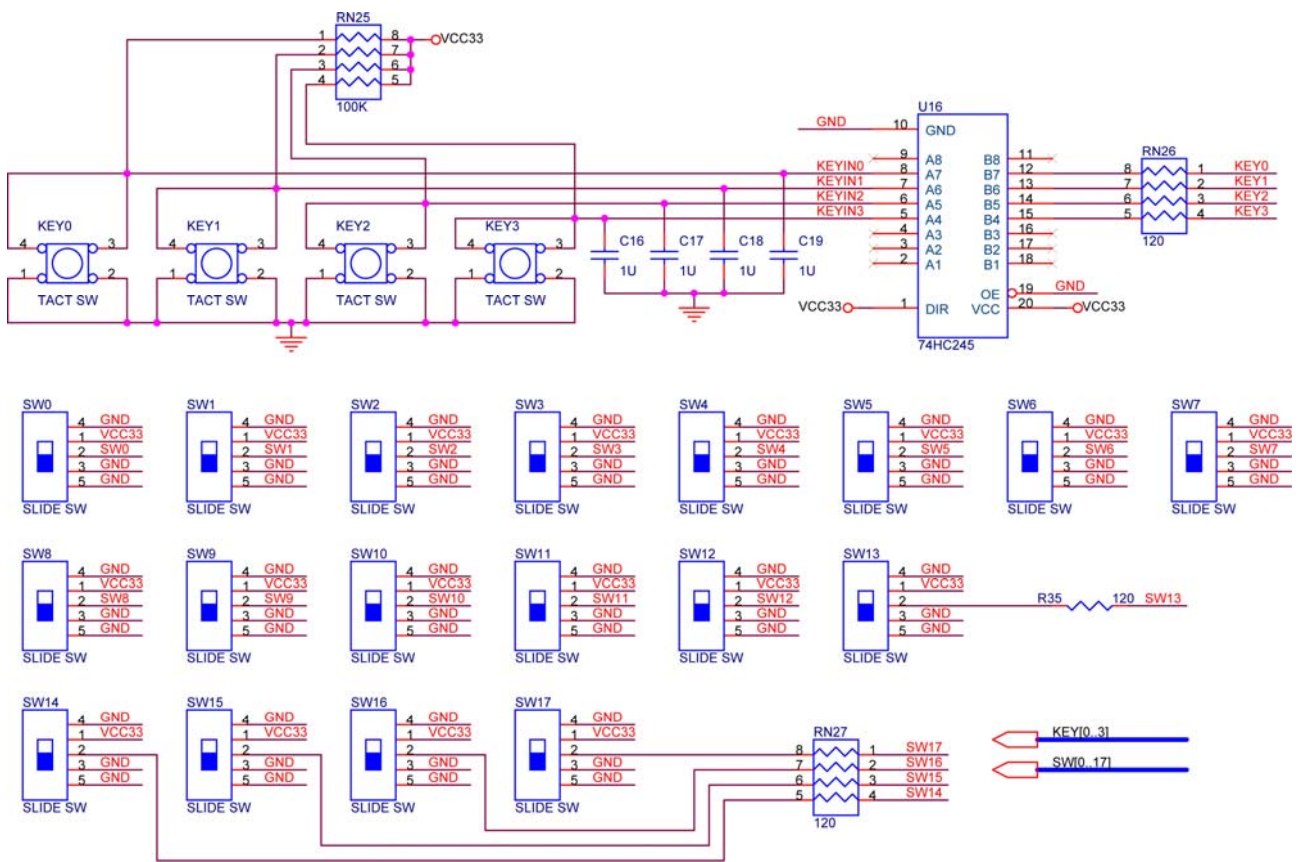 RN25
1 8 VCC33
2 7
3 6
4 5
100K
U16
GND 10 GND
9 A8 B8 11
KEYIN0 8 A7 B7 12
KEYIN1 7 A6 B6 13
KEYIN2 6 A5 B5 14
KEYIN3 5 A4 B4 15
4 A3 B3 16
3 A2 B2 17
2 A1 B1 18
OE 19 GND
VCC33 1 DIR VCC 20 VCC33
74HC245
RN26
8 1 KEY0
7 2 KEY1
6 3 KEY2
5 4 KEY3
120
KEY0 KEY1 KEY2 KEY3
4 3 4 3 4 3 4 3
1 2 1 2 1 2 1 2
TACT SW TACT SW TACT SW TACT SW
C16 C17 C18 C19
1U 1U 1U 1U
SW0 SW1 SW2 SW3 SW4 SW5 SW6 SW7
4 GND 4 GND 4 GND 4 GND 4 GND 4 GND 4 GND 4 GND
1 VCC33 1 VCC33 1 VCC33 1 VCC33 1 VCC33 1 VCC33 1 VCC33 1 VCC33
2 SW0 2 SW1 2 SW2 2 SW3 2 SW4 2 SW5 2 SW6 2 SW7
3 GND 3 GND 3 GND 3 GND 3 GND 3 GND 3 GND 3 GND
5 GND 5 GND 5 GND 5 GND 5 GND 5 GND 5 GND 5 GND
SLIDE SW SLIDE SW SLIDE SW SLIDE SW SLIDE SW SLIDE SW SLIDE SW SLIDE SW
SW8 SW9 SW10 SW11 SW12 SW13
4 GND 4 GND 4 GND 4 GND 4 GND 4 GND
1 VCC33 1 VCC33 1 VCC33 1 VCC33 1 VCC33 1 VCC33
2 SW8 2 SW9 2 SW10 2 SW11 2 SW12 2 R35 120 SW13
3 GND 3 GND 3 GND 3 GND 3 GND 3 GND
5 GND 5 GND 5 GND 5 GND 5 GND 5 GND
SLIDE SW SLIDE SW SLIDE SW SLIDE SW SLIDE SW SLIDE SW
SW14 SW15 SW16 SW17
4 GND 4 GND 4 GND 4 GND
1 VCC33 1 VCC33 1 VCC33 1 VCC33
2 2 2 2
3 GND 3 GND 3 GND 3 GND
5 GND 5 GND 5 GND 5 GND
SLIDE SW SLIDE SW SLIDE SW SLIDE SW
RN27
8 1 SW17
7 2 SW16
6 3 SW15
5 4 SW14
120
KEY[0..3]
SW[0..17]